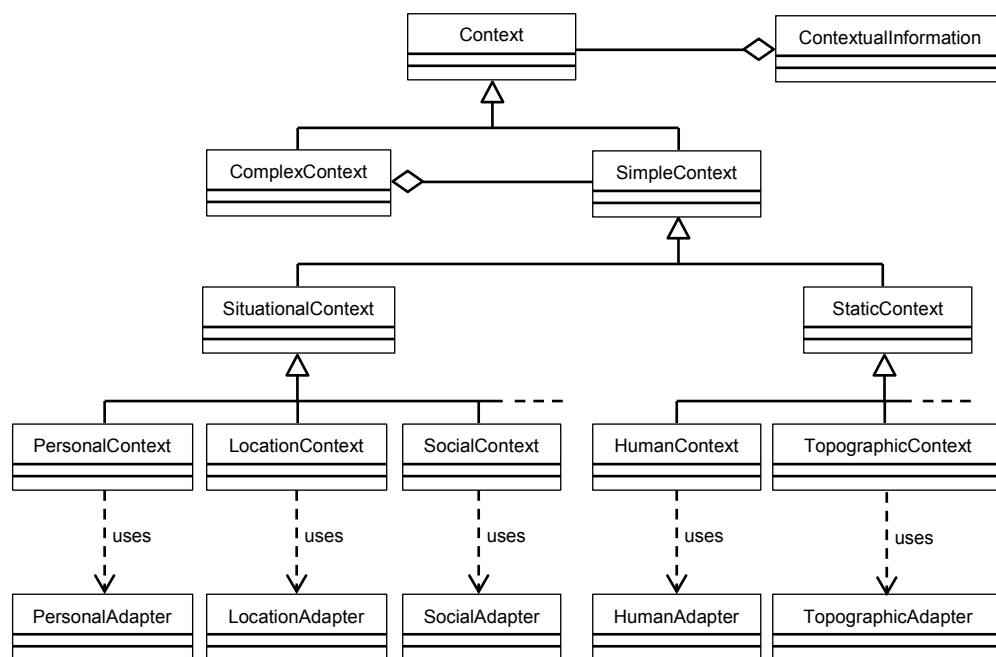 Context
ContextualInformation
ComplexContext
SimpleContext
SituationalContext
StaticContext
PersonalContext
LocationContext
SocialContext
HumanContext
TopographicContext
uses
uses
uses
uses
uses
PersonalAdapter
LocationAdapter
SocialAdapter
HumanAdapter
TopographicAdapter